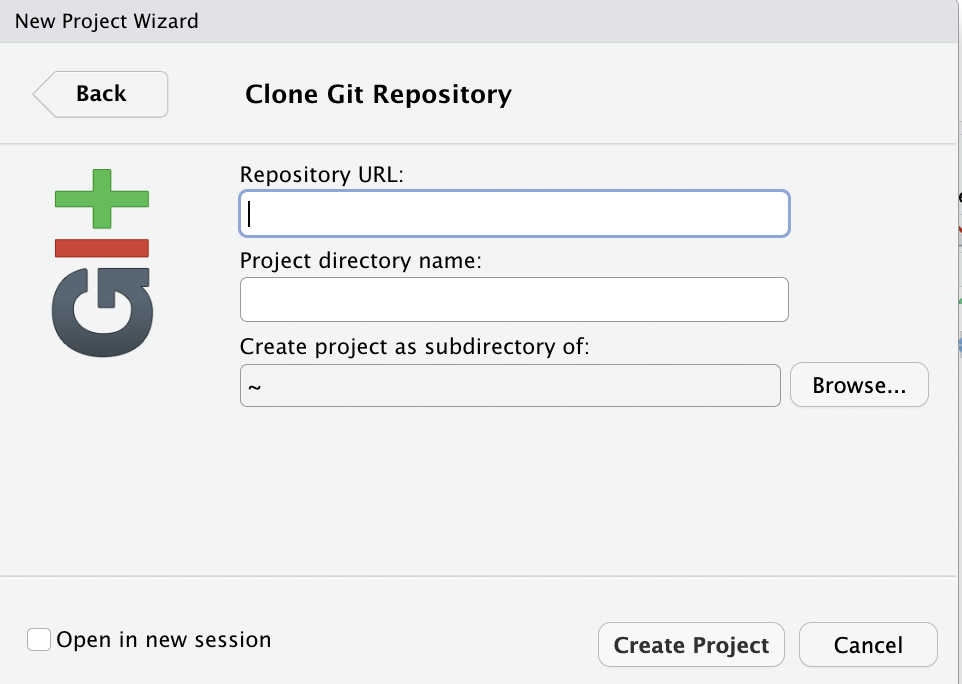 New Project Wizard
Back
Clone Git Repository
Repository URL:
Project directory name:
Create project as subdirectory of:
~
Browse...
GIT
Open in new session
Create Project
Cancel